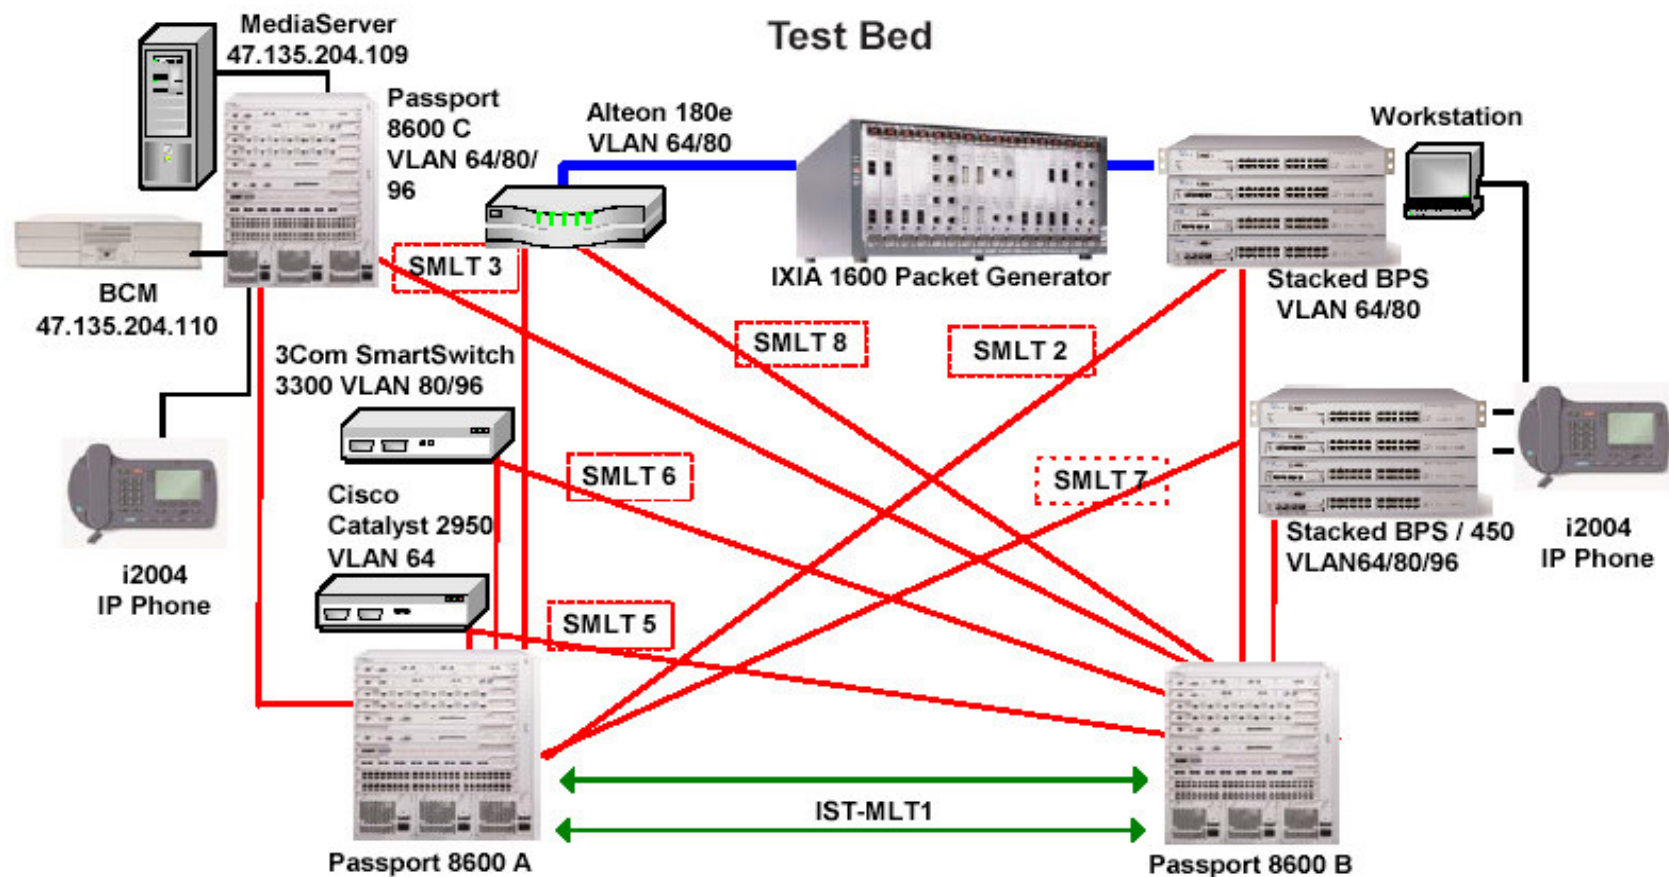 Test Bed
MediaServer
47.135.204.109
Passport
8600 C
VLAN 64/80/
96
Alteon 180e
VLAN 64/80
IXIA 1600 Packet Generator
Workstation
Stacked BPS
VLAN 64/80
BCM
47.135.204.110
SMLT 3
SMLT 8
SMLT 2
3Com SmartSwitch
3300 VLAN 80/96
SMLT 6
SMLT 7
Cisco
Catalyst 2950
VLAN 64
Stacked BPS / 450
VLAN64/80/96
i2004
IP Phone
i2004
IP Phone
SMLT 5
IST-MLT1
Passport 8600 A
Passport 8600 B